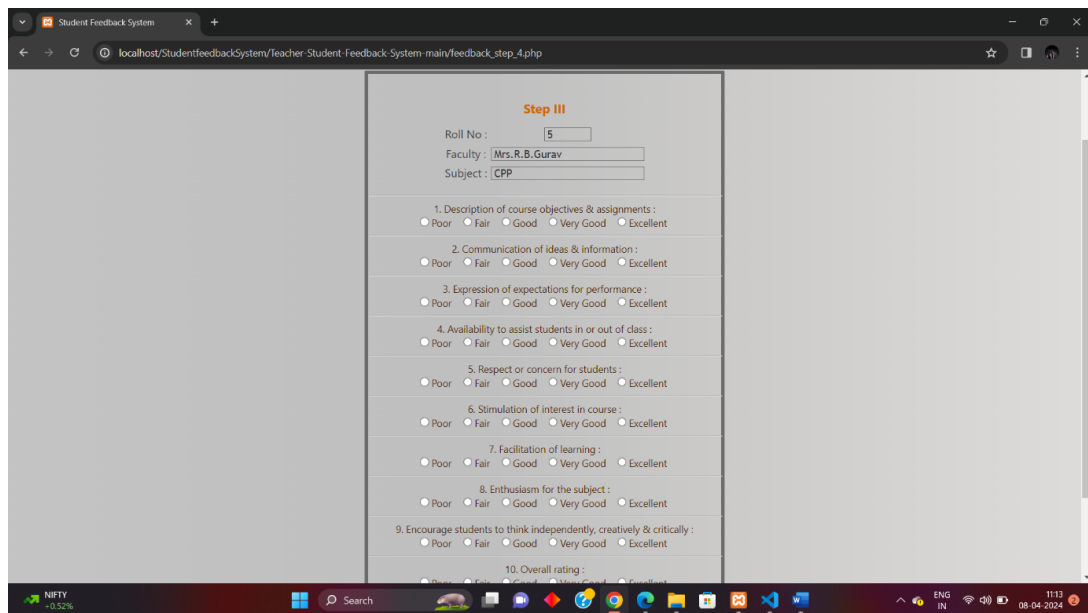 Student Feedback System
localhost/StudentfeedbackSystem/Teacher-Student-Feedback-System-main/feedback_step_4.php
Step III
Roll No : 5
Faculty : Mrs.R.B.Gurav
Subject : CPP
1. Description of course objectives & assignments :
Poor Fair Good Very Good Excellent
2. Communication of ideas & information :
Poor Fair Good Very Good Excellent
3. Expression of expectations for performance :
Poor Fair Good Very Good Excellent
4. Availability to assist students in or out of class :
Poor Fair Good Very Good Excellent
5. Respect or concern for students :
Poor Fair Good Very Good Excellent
6. Stimulation of interest in course :
Poor Fair Good Very Good Excellent
7. Facilitation of learning :
Poor Fair Good Very Good Excellent
8. Enthusiasm for the subject :
Poor Fair Good Very Good Excellent
9. Encourage students to think independently, creatively & critically :
Poor Fair Good Very Good Excellent
10. Overall rating :
Poor Fair Good Very Good Excellent
NIFTY
+0.52%
Search
ENG
IN
11:13
08-04-2024
2